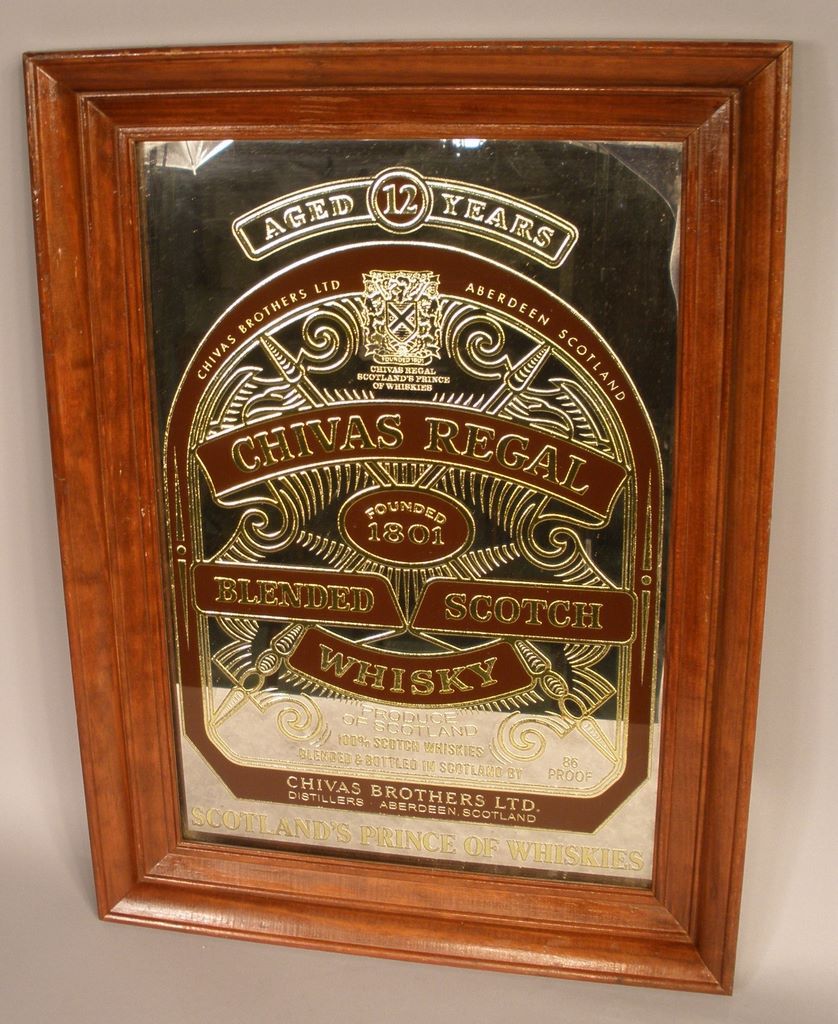 AGED 12 YEARS
CHIVAS BROTHERS LTD ABERDEEN SCOTLAND
FOUNDED 1801
CHIVAS REGAL
SCOTLAND'S PRINCE
OF WHISKIES
CHIVAS REGAL
FOUNDED
1801
BLENDED SCOTCH
WHISKY
PRODUCE
OF SCOTLAND
100% SCOTCH WHISKIES
BLENDED & BOTTLED IN SCOTLAND BY
86
PROOF
CHIVAS BROTHERS LTD.
DISTILLERS · ABERDEEN, SCOTLAND
SCOTLAND'S PRINCE OF WHISKIES